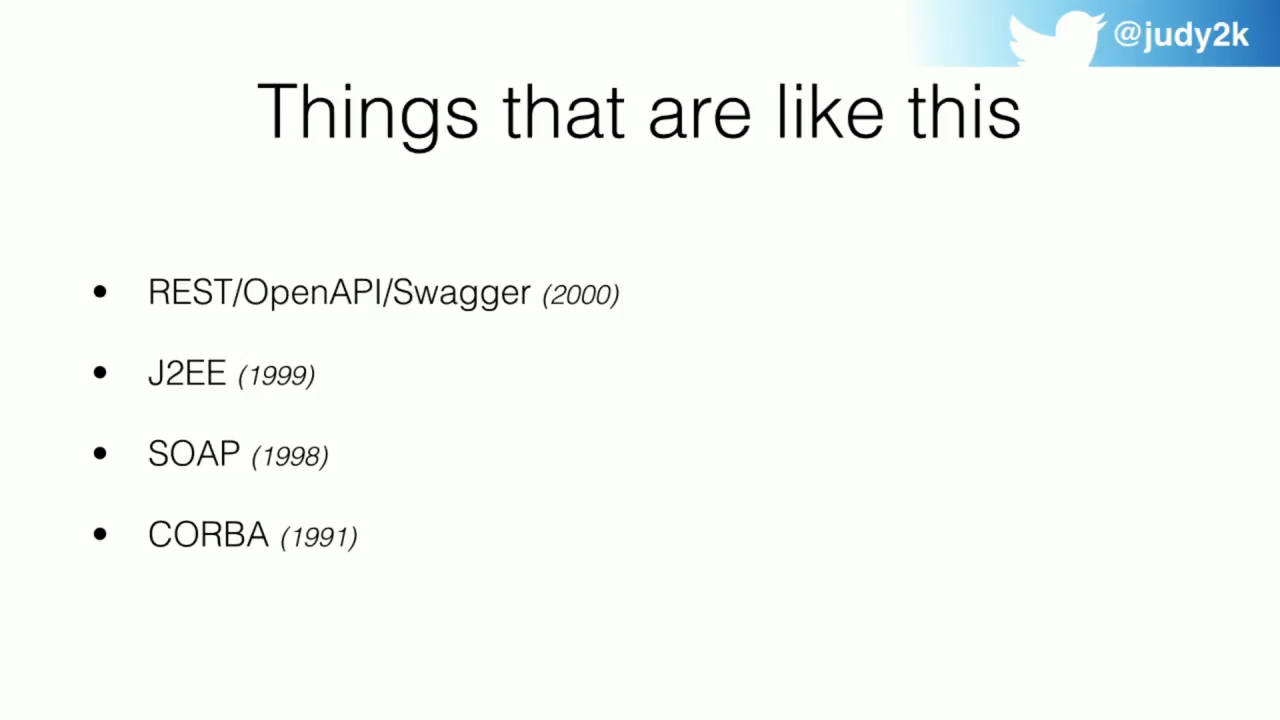 @judy2k
Things that are like this
• REST/OpenAPI/Swagger (2000)
• J2EE (1999)
• SOAP (1998)
• CORBA (1991)